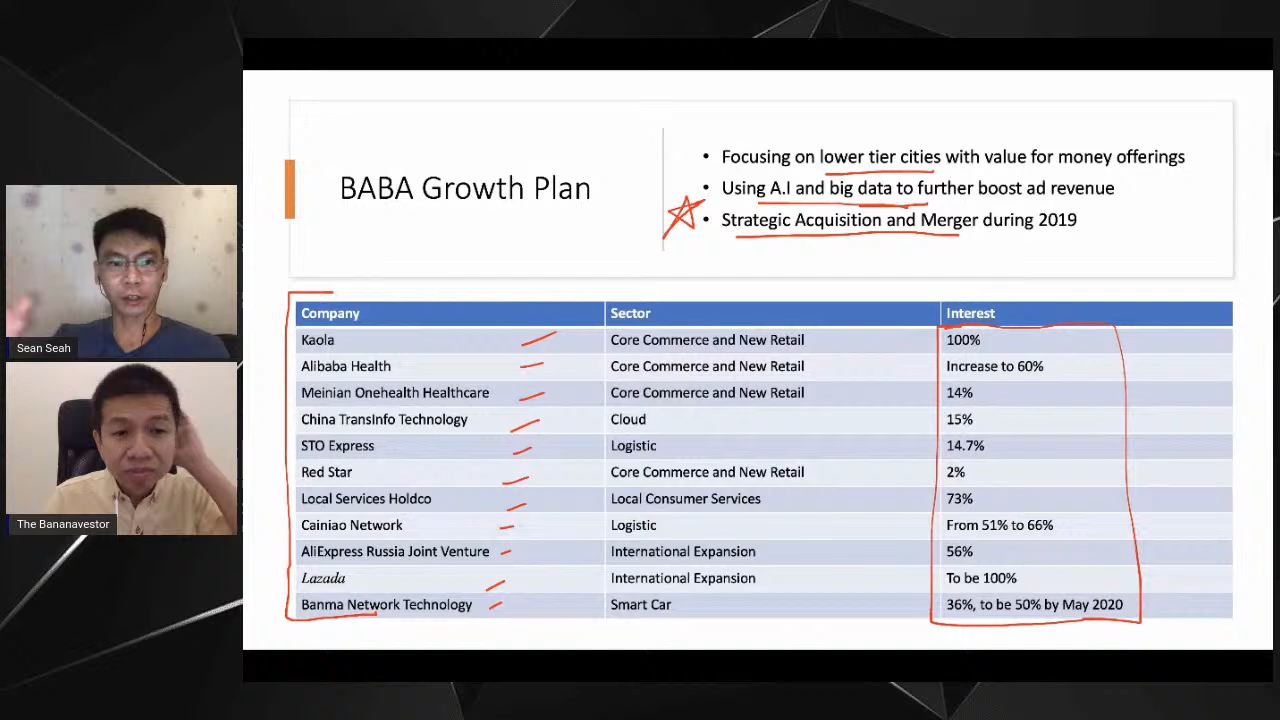 BABA Growth Plan
• Focusing on lower tier cities with value for money offerings
• Using A.I and big data to further boost ad revenue
• Strategic Acquisition and Merger during 2019
Sean Seah
The Bananavestor
Company Sector Interest
Kaola Core Commerce and New Retail 100%
Alibaba Health Core Commerce and New Retail Increase to 60%
Meinian Onehealth Healthcare Core Commerce and New Retail 14%
China TransInfo Technology Cloud 15%
STO Express Logistic 14.7%
Red Star Core Commerce and New Retail 2%
Local Services Holdco Local Consumer Services 73%
Cainiao Network Logistic From 51% to 66%
AliExpress Russia Joint Venture International Expansion 56%
Lazada International Expansion To be 100%
Banma Network Technology Smart Car 36%, to be 50% by May 2020